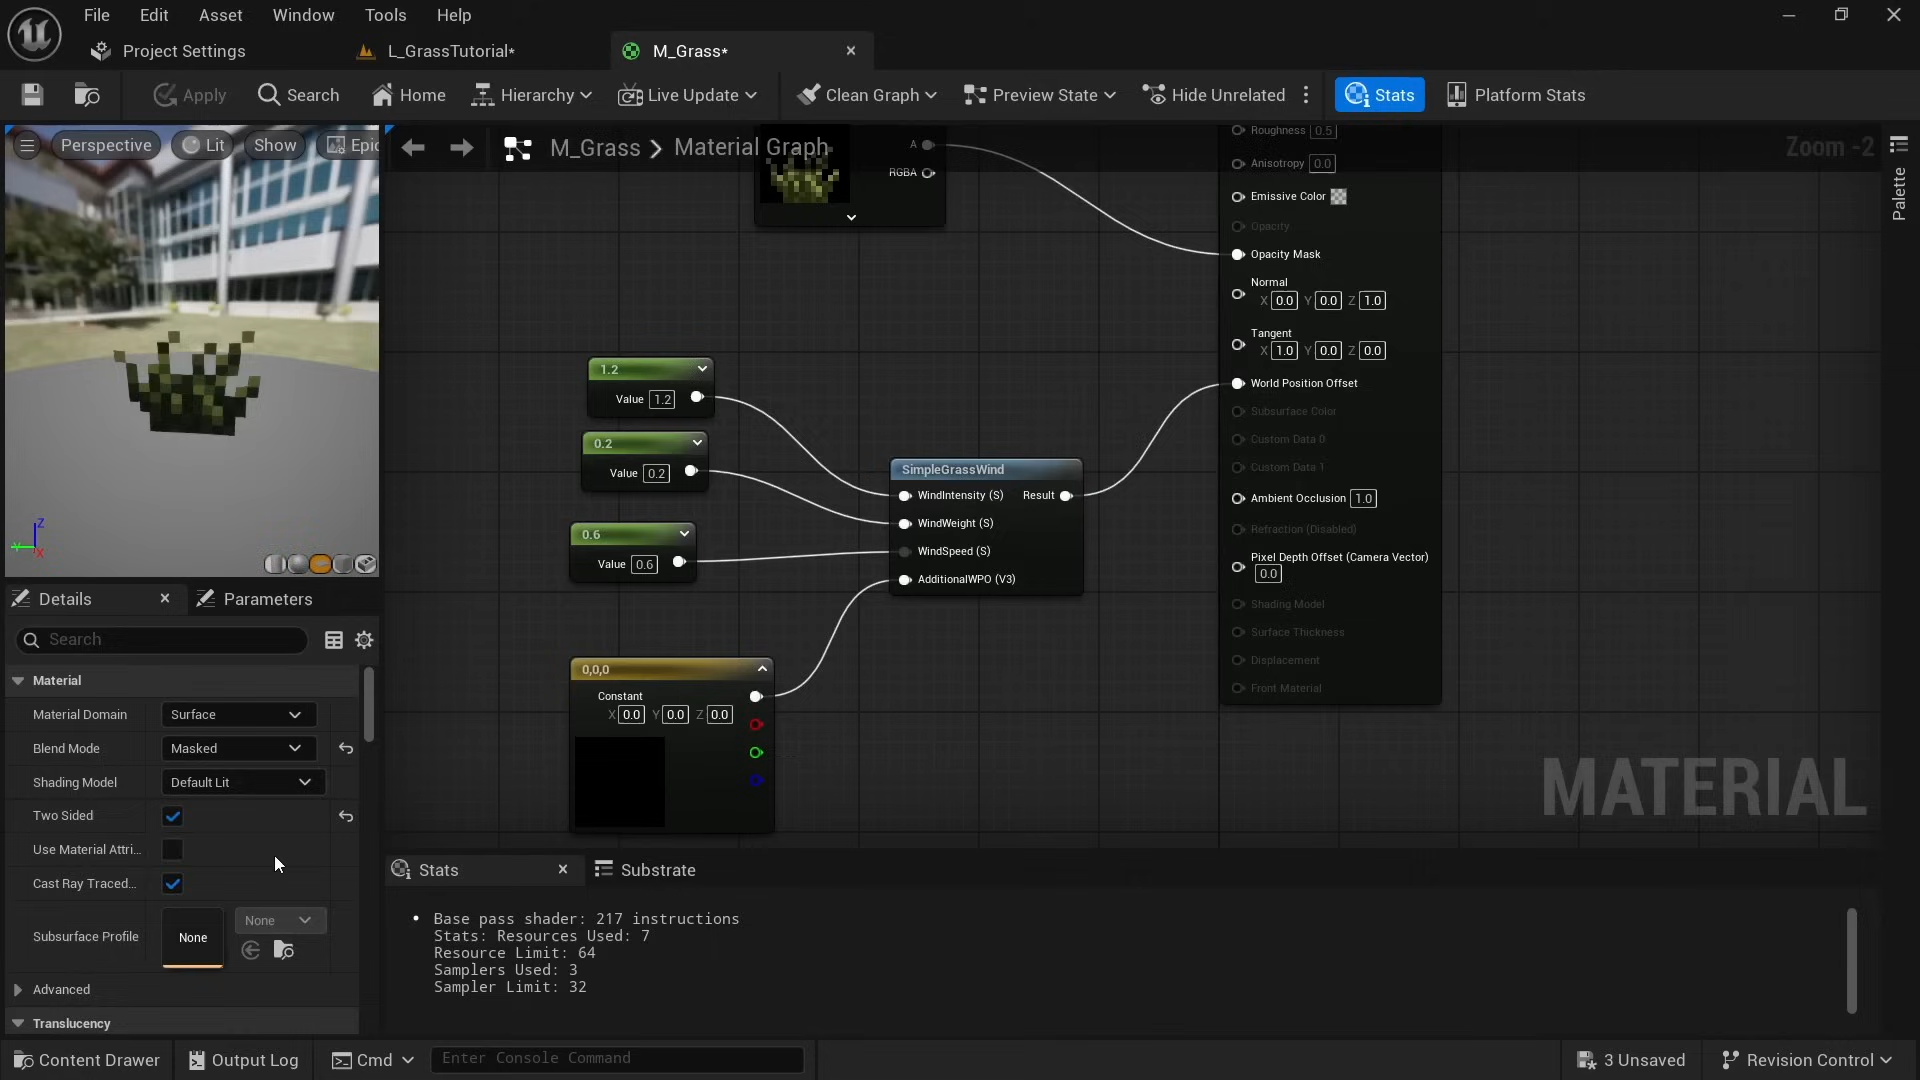 File Edit Asset Window Tools Help
Project Settings L_GrassTutorial* M_Grass*
Apply Search Home Hierarchy Live Update Clean Graph Preview State Hide Unrelated Stats Platform Stats
Perspective Lit Show Epic
M_Grass > Material Graph
Zoom -2
Palette
A
RGBA
Roughness 0.5
Anisotropy 0.0
Emissive Color
Opacity
Opacity Mask
Normal
X 0.0 Y 0.0 Z 1.0
Tangent
X 1.0 Y 0.0 Z 0.0
World Position Offset
Subsurface Color
Custom Data 0
Custom Data 1
Ambient Occlusion 1.0
Refraction (Disabled)
Pixel Depth Offset (Camera Vector)
0.0
Shading Model
Surface Thickness
Displacement
Front Material
1.2
Value 1.2
0.2
Value 0.2
0.6
Value 0.6
SimpleGrassWind
WindIntensity (S) Result
WindWeight (S)
WindSpeed (S)
AdditionalWPO (V3)
0,0,0
Constant
X 0.0 Y 0.0 Z 0.0
MATERIAL
Z
Y
X
Details Parameters
Search
Material
Material Domain Surface
Blend Mode Masked
Shading Model Default Lit
Two Sided
Use Material Attri...
Cast Ray Traced...
Subsurface Profile None None
Advanced
Translucency
Stats Substrate
• Base pass shader: 217 instructions
Stats: Resources Used: 7
Resource Limit: 64
Samplers Used: 3
Sampler Limit: 32
Content Drawer Output Log Cmd Enter Console Command 3 Unsaved Revision Control